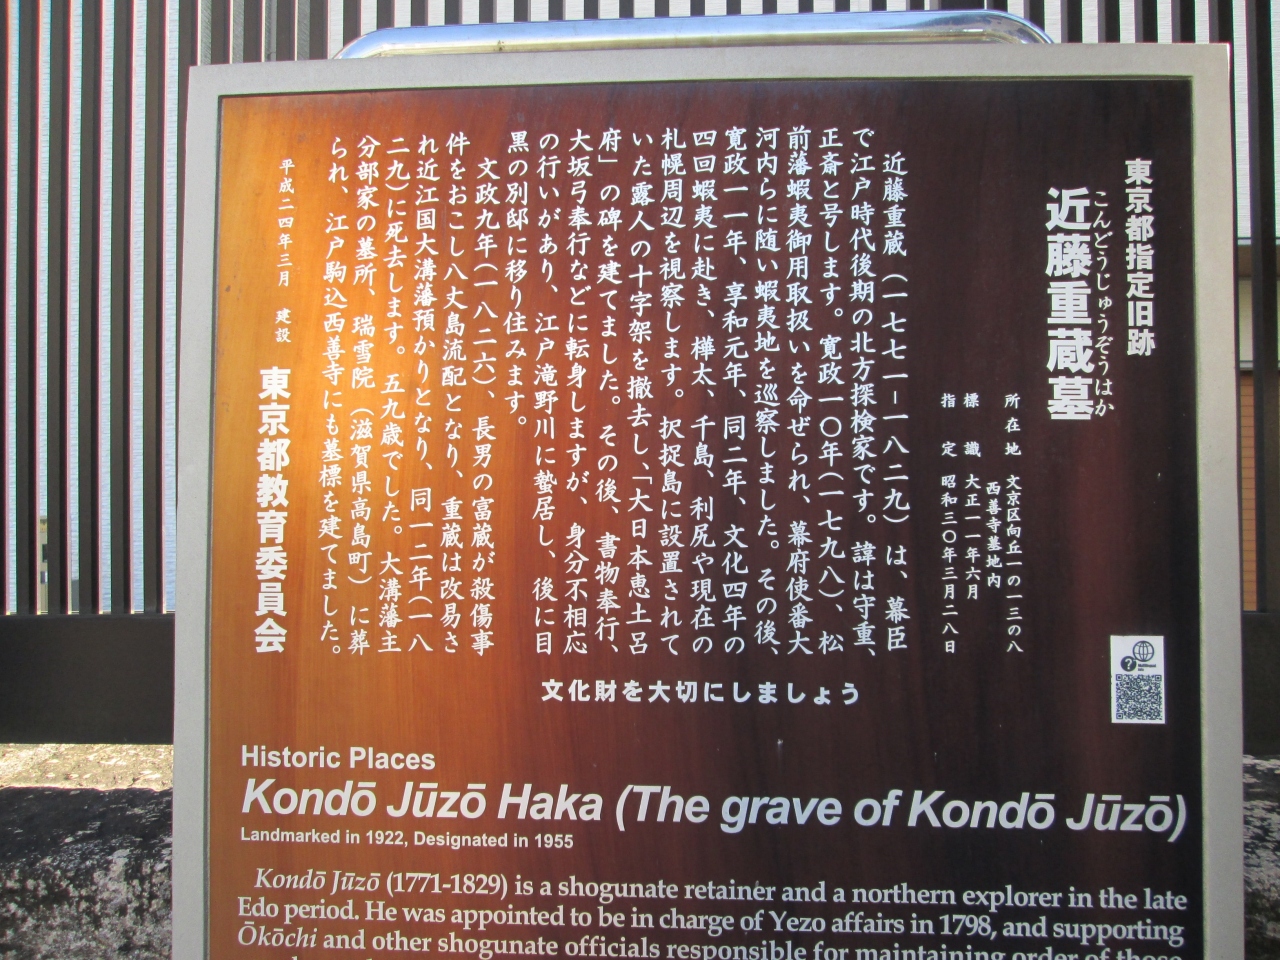 東京都指定旧跡
こんどうじゅうぞうはか
近藤重蔵墓
所在地 文京区向丘一の一三の八
西善寺墓地内
標識 大正一一年六月
指定 昭和三〇年三月二八日
近藤重蔵（一七七一－一八二九）は、幕臣
で江戸時代後期の北方探検家です。諱は守重、
正斎と号します。寛政一〇年（一七九八）、松
前藩蝦夷御用取扱いを命ぜられ、幕府使番大
河内らに随い蝦夷地を巡察しました。その後、
寛政一一年、享和元年、同二年、文化四年の
四回蝦夷に赴き、樺太、千島、利尻や現在の
札幌周辺を視察します。択捉島に設置されて
いた露人の十字架を撤去し、「大日本恵土呂
府」の碑を建てました。その後、書物奉行、
大坂弓奉行などに転身しますが、身分不相応
の行いがあり、江戸滝野川に蟄居し、後に目
黒の別邸に移り住みます。
文政九年（一八二六）、長男の富蔵が殺傷事
件をおこし八丈島流配となり、重蔵は改易さ
れ近江国大溝藩預かりとなり、同一二年（一八
二九）に死去します。五九歳でした。大溝藩主
分部家の墓所、瑞雪院（滋賀県高島町）に葬
られ、江戸駒込西善寺にも墓標を建てました。
平成二四年三月 建設
東京都教育委員会
文化財を大切にしましょう
Historic Places
Kondō Jūzō Haka (The grave of Kondō Jūzō)
Landmarked in 1922, Designated in 1955
Kondō Jūzō (1771-1829) is a shogunate retainer and a northern explorer in the late
Edo period. He was appointed to be in charge of Yezo affairs in 1798, and supporting
Ōkōchi and other shogunate officials responsible for maintaining order of those